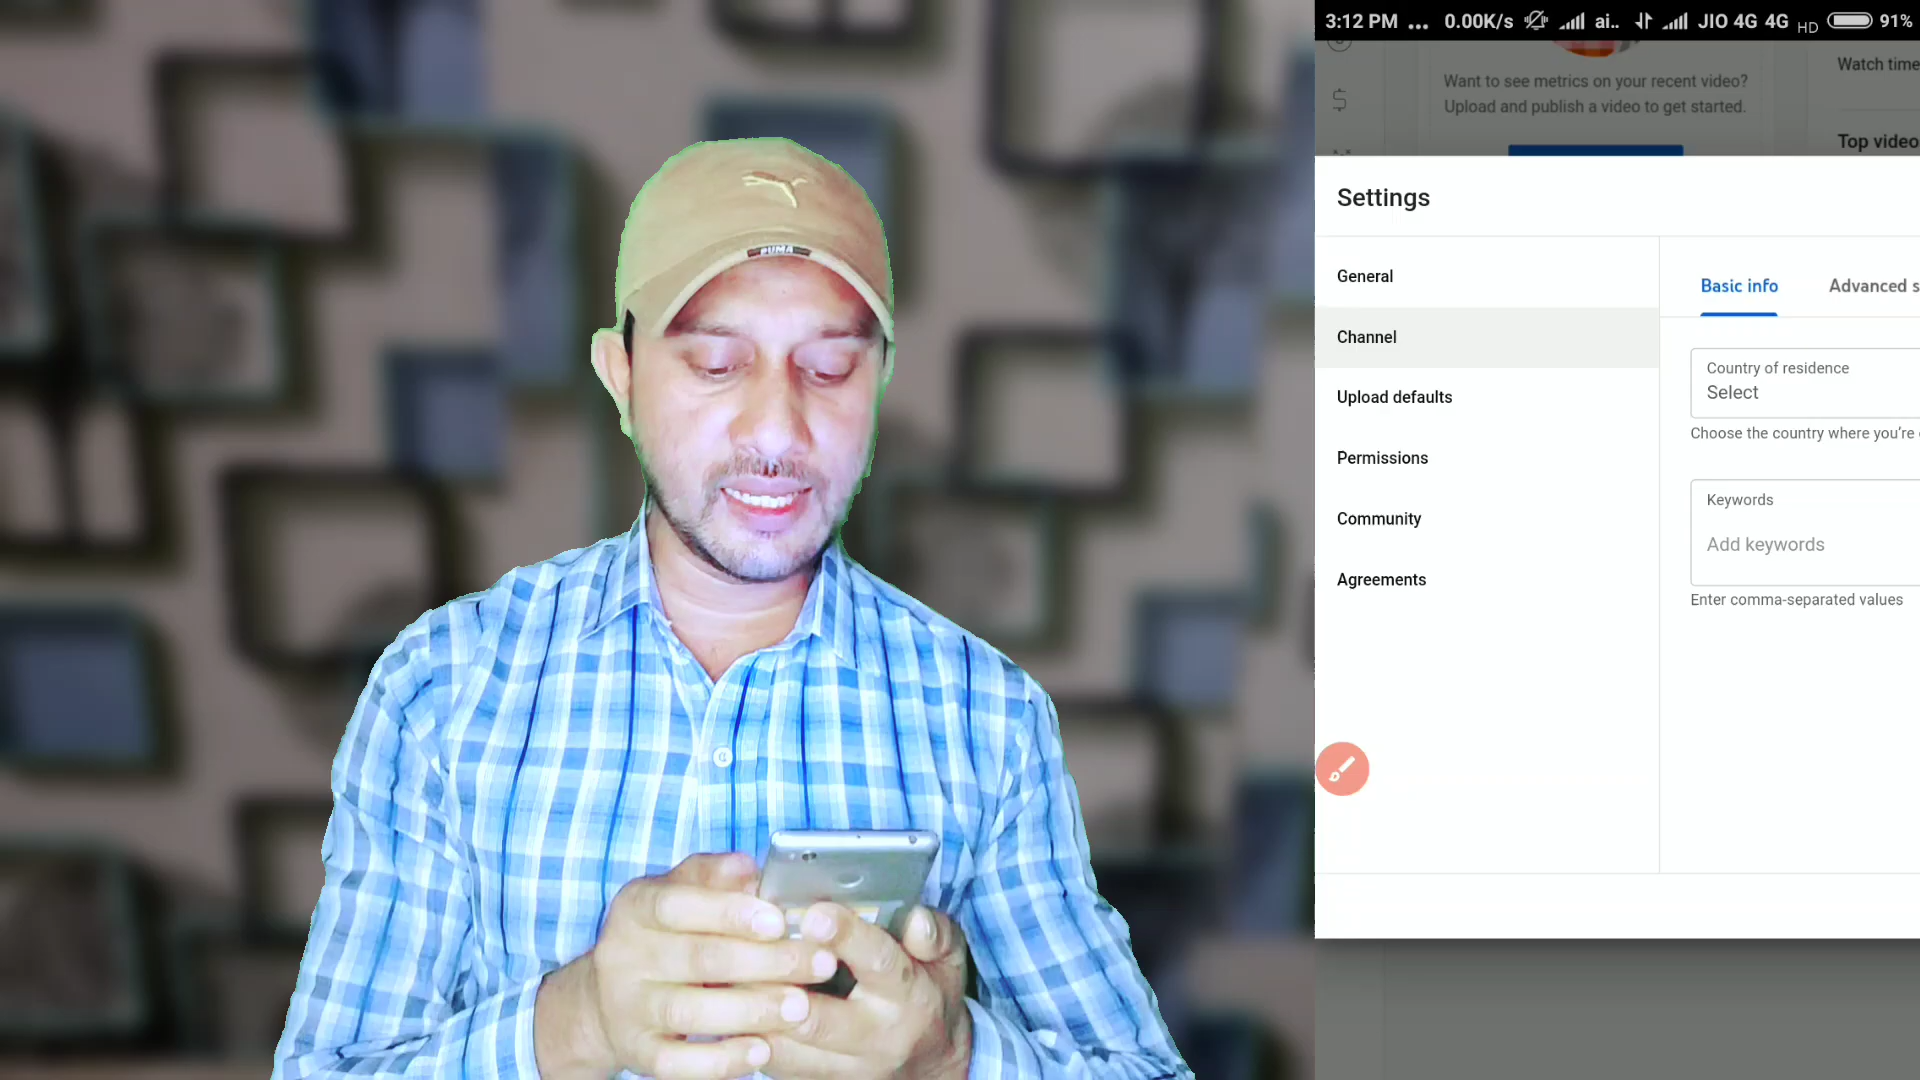 PUMA
3:12 PM ... 0.00K/s ai.. JIO 4G 4G HD 91%
Want to see metrics on your recent video?
Upload and publish a video to get started.
Watch time
Top video
Settings
General
Channel
Upload defaults
Permissions
Community
Agreements
Basic info
Advanced s
Country of residence
Select
Choose the country where you're
Keywords
Add keywords
Enter comma-separated values